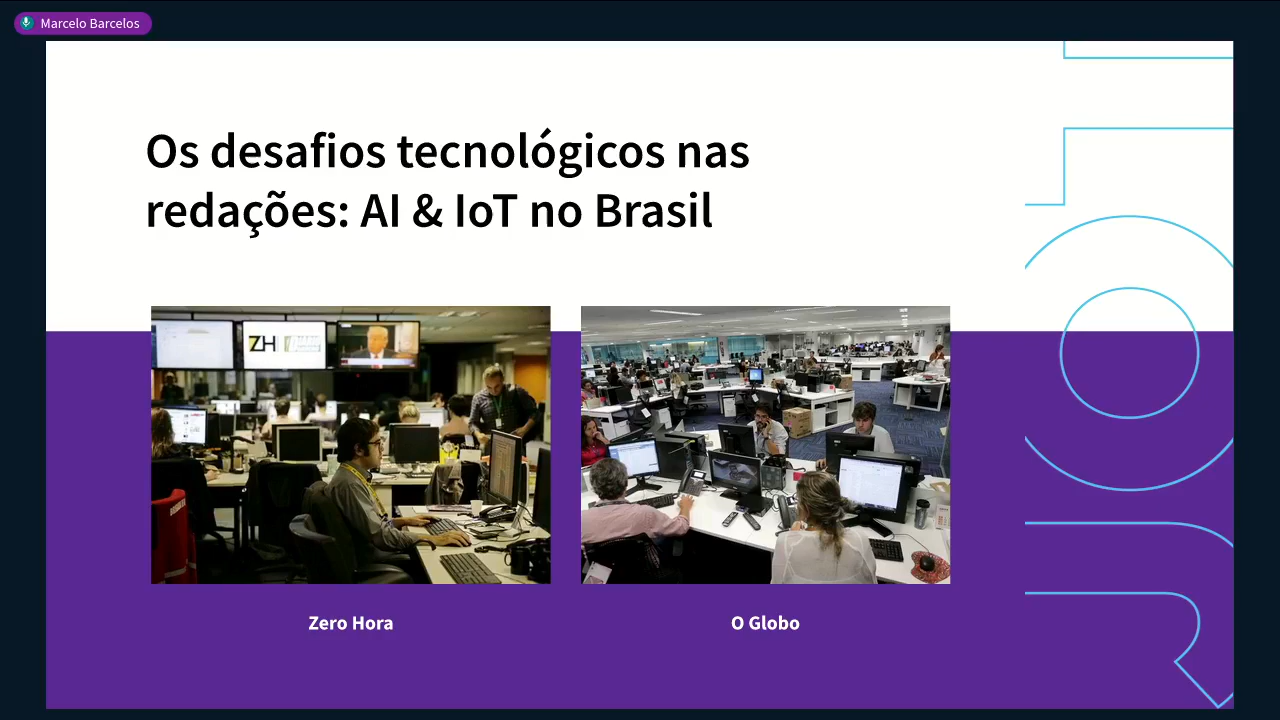 Marcelo Barcelos
Os desafios tecnológicos nas
redações: AI & IoT no Brasil
ZH
Zero Hora
O Globo